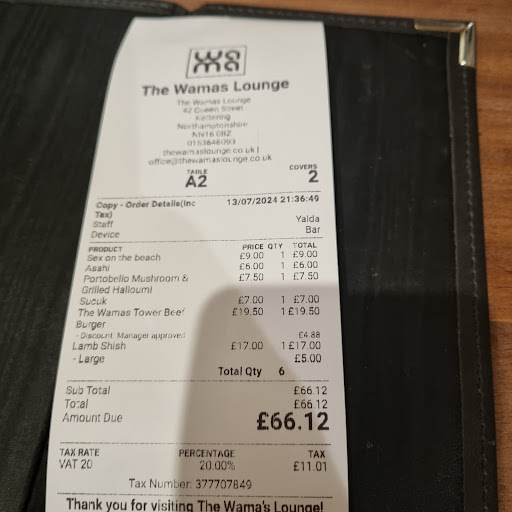 wa
ma
The Wamas Lounge
The Wamas Lounge
42 Queen Street
Kettering
Northamptonshire
NN16 0BZ
thewamaslounge.co.uk |
office@thewamaslounge.co.uk
TABLE COVERS
A2 2
Copy - Order Details(Inc 13/07/2024 21:36:49
Tax)
Staff Yalda
Device Bar
PRODUCT PRICE QTY TOTAL
Sex on the beach £9.00 1 £9.00
Asahi £6.00 1 £6.00
Portobello Mushroom & £7.50 1 £7.50
Grilled Halloumi
Sucuk £7.00 1 £7.00
The Wamas Tower Beef £19.50 1 £19.50
Burger
- Discount: Manager approved £4.88
Lamb Shish £17.00 1 £17.00
- Large £5.00
Total Qty 6
Sub Total £66.12
Total £66.12
Amount Due £66.12
TAX RATE PERCENTAGE TAX
VAT 20 20.00% £11.01
Tax Number: 377707849
Thank you for visiting The Wama's Lounge!